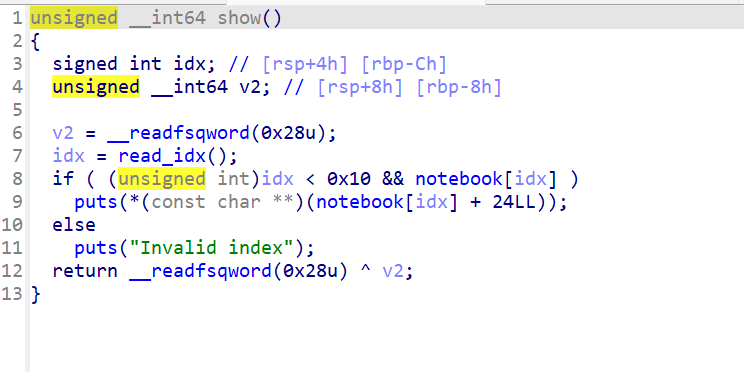 1 unsigned __int64 show()
2 {
3 signed int idx; // [rsp+4h] [rbp-Ch]
4 unsigned __int64 v2; // [rsp+8h] [rbp-8h]
5
6 v2 = __readfsqword(0x28u);
7 idx = read_idx();
8 if ( (unsigned int)idx < 0x10 && notebook[idx] )
9 puts(*(const char **)(notebook[idx] + 24LL));
10 else
11 puts("Invalid index");
12 return __readfsqword(0x28u) ^ v2;
13 }